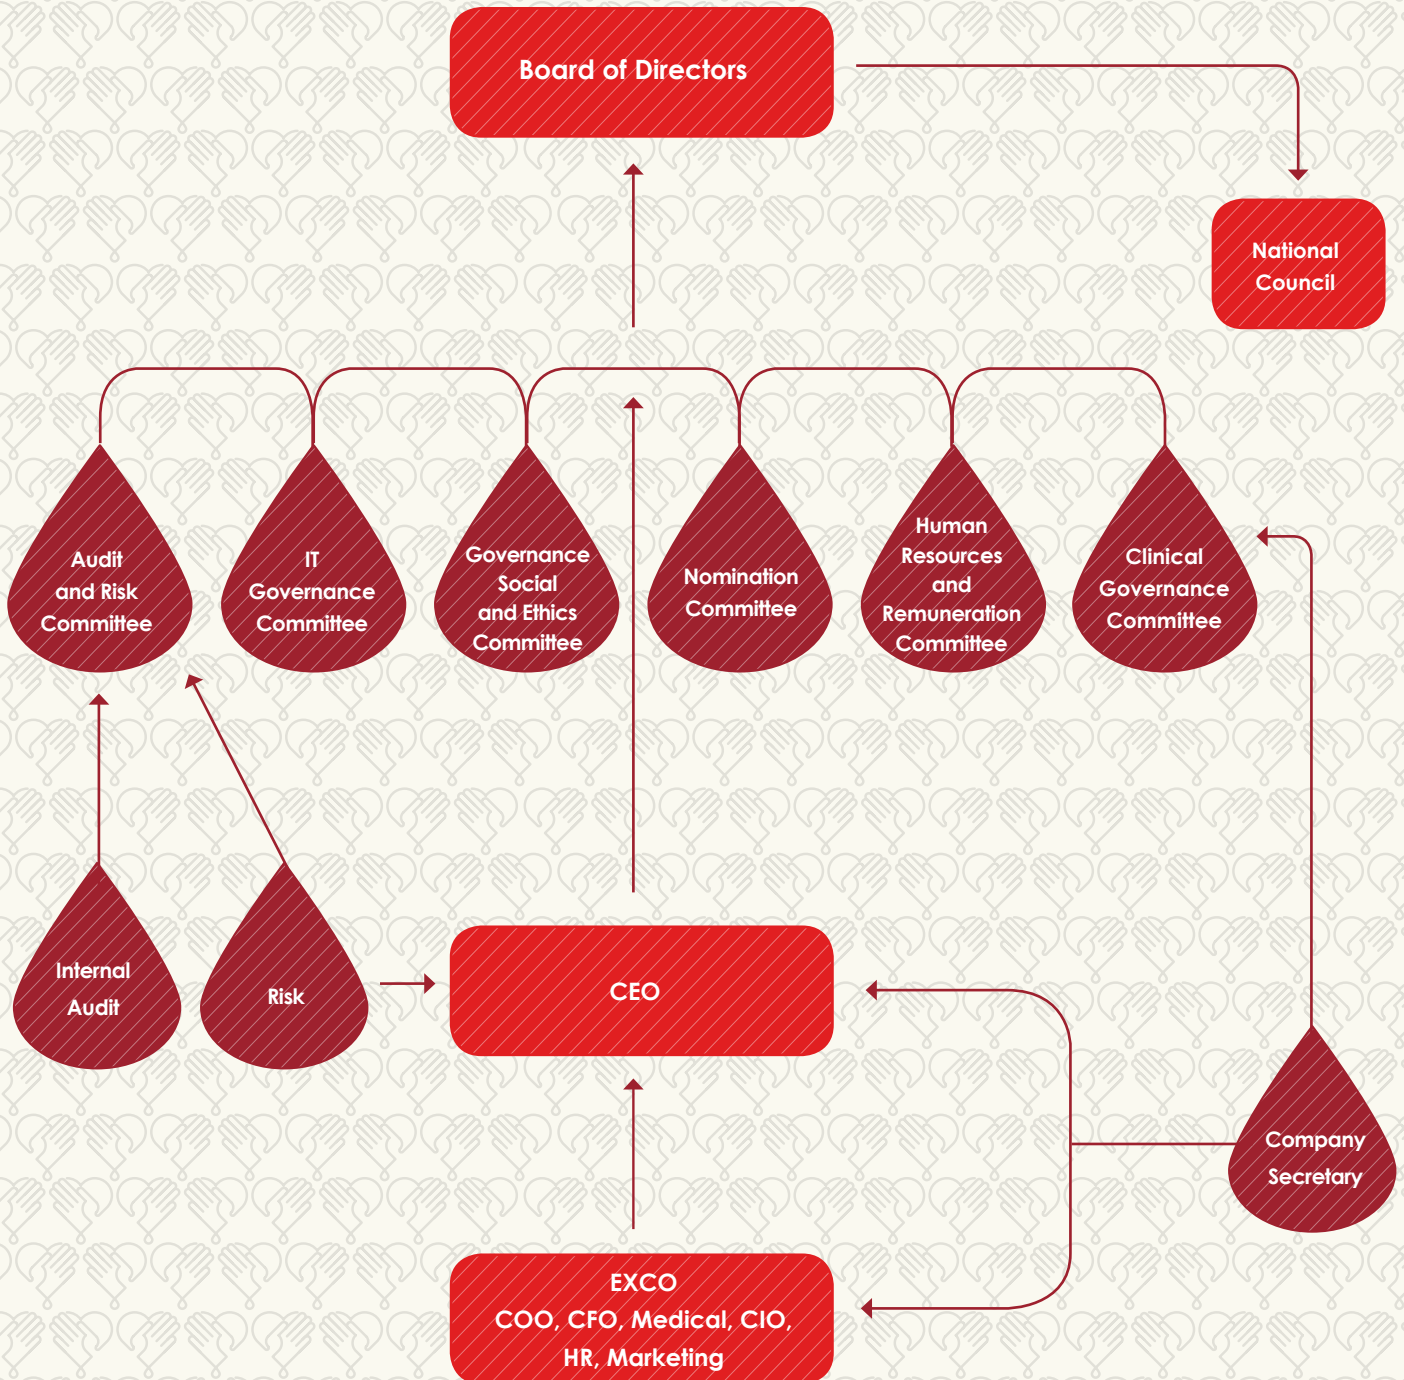 Board of Directors
National
Council
Audit
and Risk
Committee
IT
Governance
Committee
Governance
Social
and Ethics
Committee
Nomination
Committee
Human
Resources
and
Remuneration
Committee
Clinical
Governance
Committee
Internal
Audit
Risk
CEO
Company
Secretary
EXCO
COO, CFO, Medical, CIO,
HR, Marketing